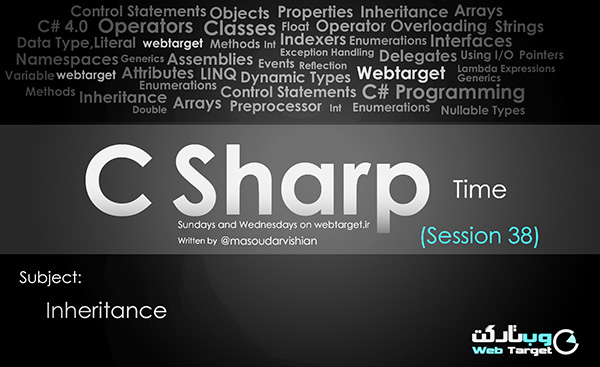 Control Statements Objects Properties Inheritance Arrays
C# 4.0 Operators Classes Float Operator Overloading Strings
Data Type,Literal webtarget Methods Int Indexers Enumerations Interfaces
Namespaces Generics Assemblies Events Exception Handling Delegates Using I/O Pointers
Variable webtarget Attributes LINQ Dynamic Types Reflection Webtarget Lambda Expressions Generics
Methods Inheritance Enumerations Control Statements C# Programming
Double Arrays Preprocessor Int Enumerations Nullable Types
C Sharp Time
Sundays and Wednesdays on webtarget.ir
Written by @masoudarvishian
(Session 38)
Subject:
Inheritance
وب تارگت
Web Target